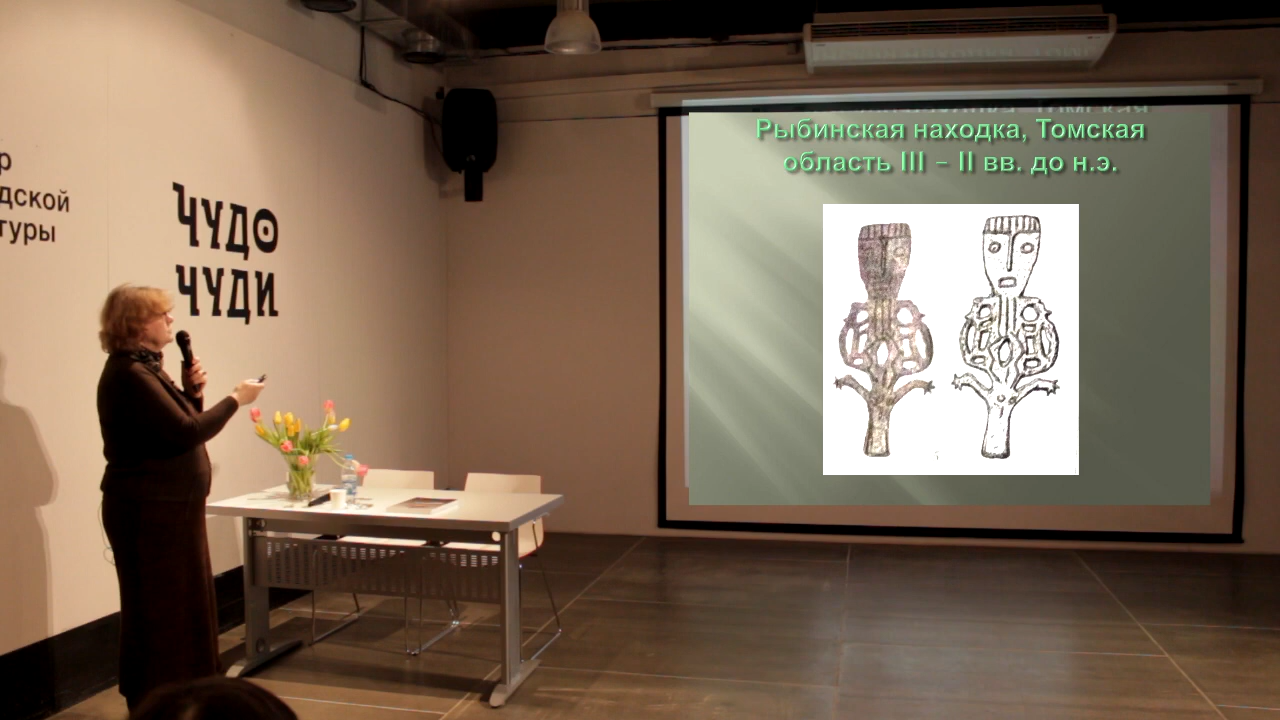 дской
туры
ЧУДО
ЧУДИ
Рыбинская находка, Томская
область III – II вв. до н.э.